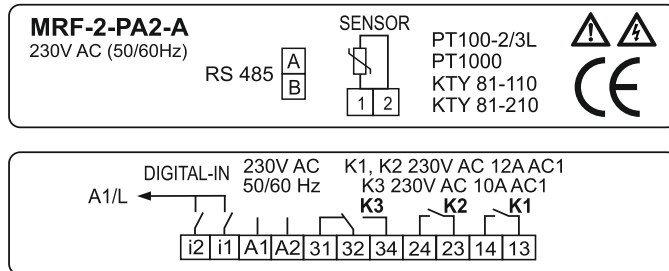 MRF-2-PA2-A
230V AC (50/60Hz)
RS 485
A
B
SENSOR
1 2
PT100-2/3L
PT1000
KTY 81-110
KTY 81-210
CE
DIGITAL-IN
A1/L
230V AC
50/60 Hz
K1, K2 230V AC 12A AC1
K3 230V AC 10A AC1
K3 K2 K1
i2 i1 A1 A2 31 32 34 24 23 14 13